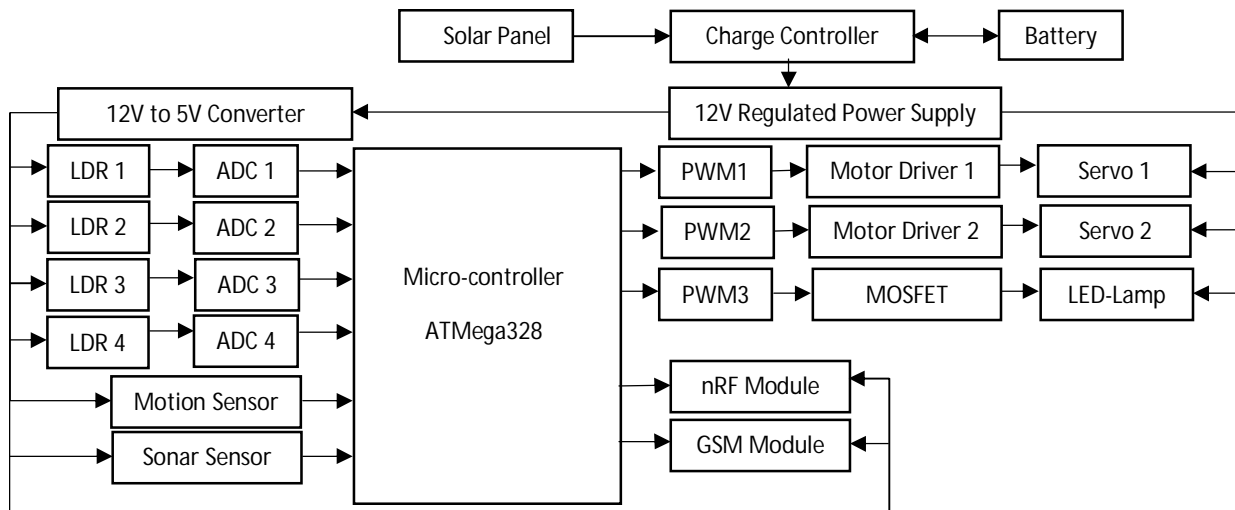 Solar Panel
Charge Controller
Battery
12V to 5V Converter
12V Regulated Power Supply
LDR 1
ADC 1
PWM1
Motor Driver 1
Servo 1
LDR 2
ADC 2
PWM2
Motor Driver 2
Servo 2
LDR 3
ADC 3
Micro-controller
ATMega328
PWM3
MOSFET
LED-Lamp
LDR 4
ADC 4
Motion Sensor
nRF Module
Sonar Sensor
GSM Module